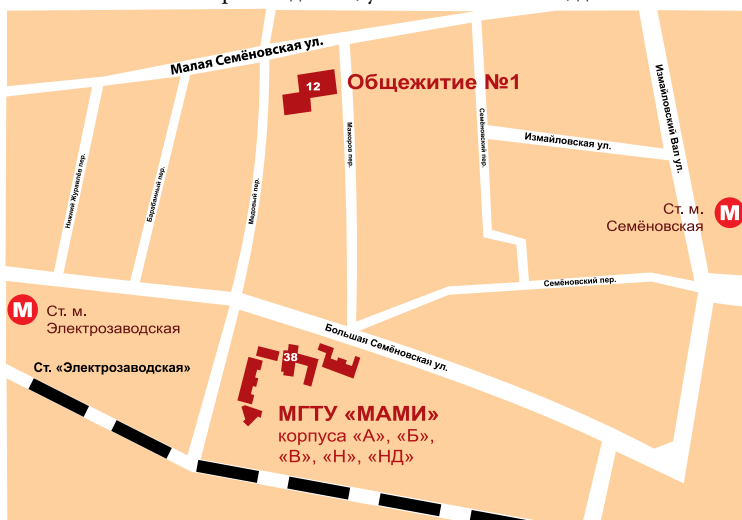 Малая Семёновская ул.
12
Общежитие №1
Измайловский Вал ул.
Нижний Журавлёв пер.
Барабанный пер.
Медовый пер.
Мажоров пер.
Семёновский пер.
Измайловская ул.
М
Ст. м.
Семёновская
Семёновский пер.
М
Ст. м.
Электрозаводская
Большая Семёновская ул.
Ст. «Электрозаводская»
38
МГТУ «МАМИ»
корпуса «А», «Б»,
«В», «Н», «НД»